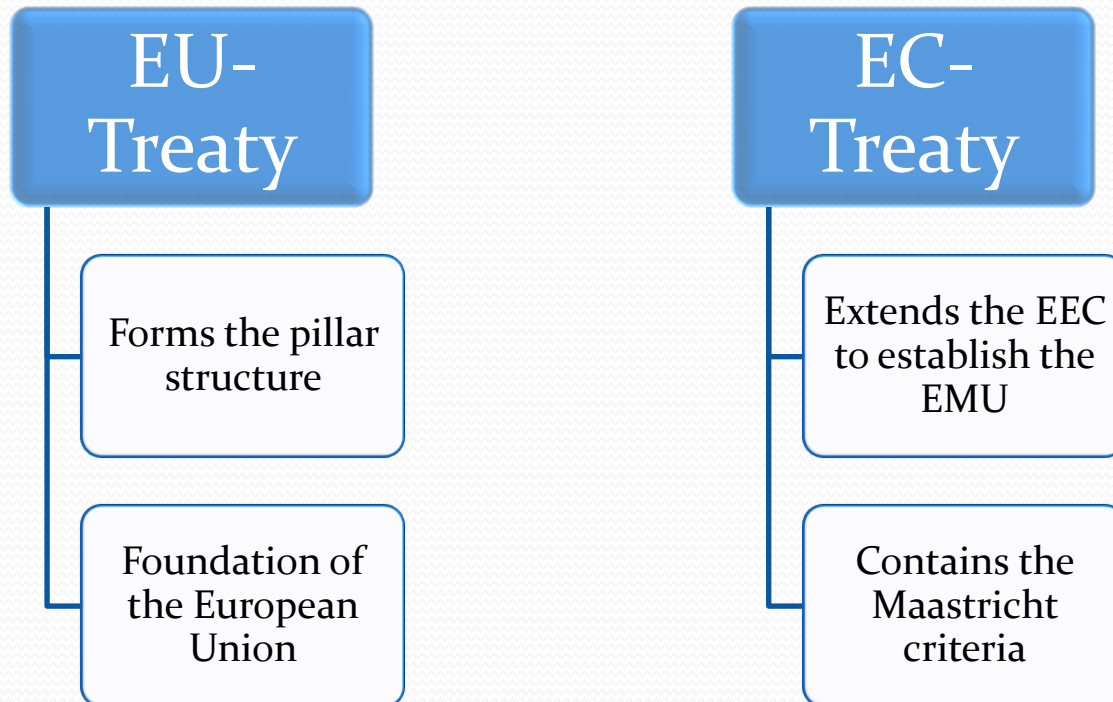 EU-
Treaty
Forms the pillar
structure
Foundation of
the European
Union
EC-
Treaty
Extends the EEC
to establish the
EMU
Contains the
Maastricht
criteria